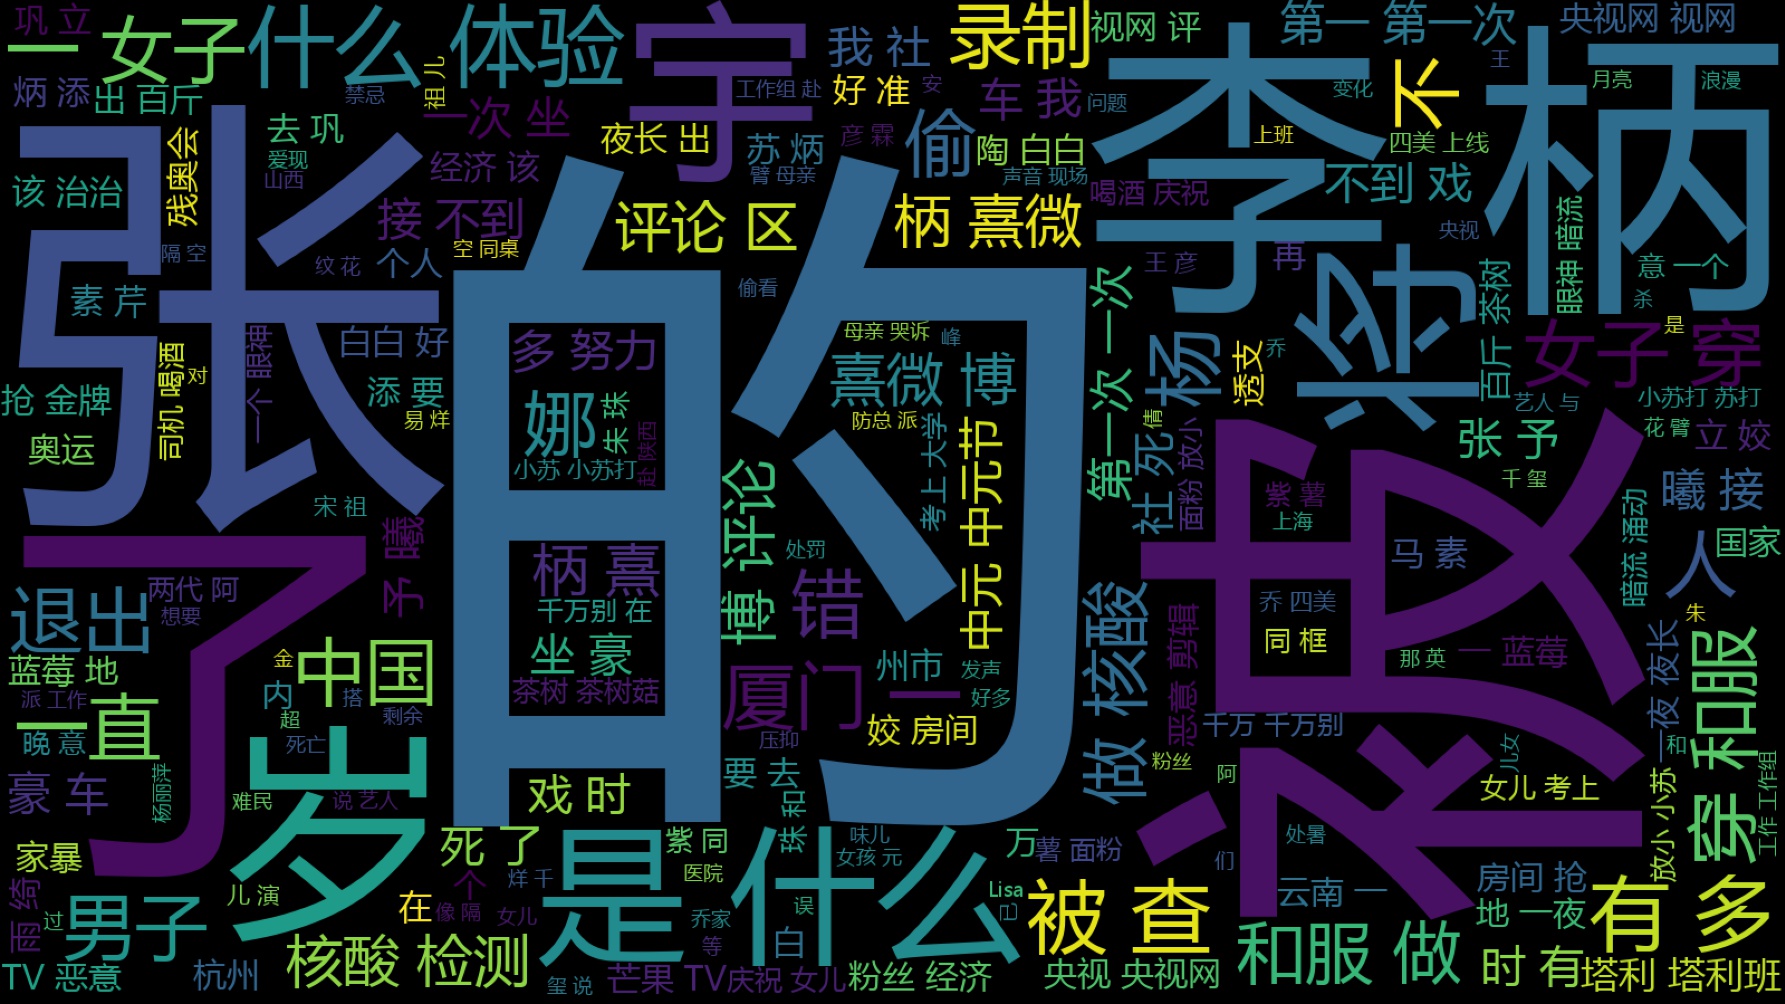 巩 立
一 女子
什么 体验
宇
我 社
录制
视网 评
第一 第一次
央视网 视网
炳 添
出 百斤
禁忌
祖 儿
一次 坐
工作组 赴
好 准
安
车 我
问题
李
变化
不
王
柄
月亮
浪漫
张
去 巩
爱现
山西
残奥会
该 治治
经济 该
夜长 出
苏 炳
彦 霖
臂 母亲
偷
陶 白白
声音 现场
喝酒 庆祝
上班
四美 上线
不到 戏
接 不到
评论 区
柄 熹微
隔 空
纹 花
个人
空 同桌
偷看
王 彦
再
央视
眼神 暗流
意 一个
杀
素 芹
一个 眼神
白白 好
的
多 努力
母亲 哭诉
峰
第一次 一次
将
茶树
百斤
是
女子 穿
司机 喝酒
对
抢 金牌
添 要
易 烊
娜
朱 珠
熹微 博
防总 派
杨
透支
乔
倩
艺人 与
小苏打 苏打
奥运
小苏 小苏打
赴 陕西
考上 大学
中元 中元节
社 死
面粉 放小
张 予
花 臂
立 姣
千 玺
宋 祖
予 曦
博 评论
处罚
紫 薯
上海
权
曦 接
了
柄 熹
千万别 在
错
做 核酸
马 素
暗流 涌动
人
国家
退出
两代 阿
想要
坐 豪
州市
发声
恶意 剪辑
乔 四美
同 框
朱
中国
金
蓝莓 地
派 工作
内
搭
超
剩余
茶树 茶树菇
厦门 一
好多
那 英
一 蓝莓
一夜 夜长
穿 和服
一直
晚 意
死亡
压抑
姣 房间
千万 千万别
和
岁
豪 车
杨丽萍
难民
说 艺人
戏 时
要 去
珠 和
粉丝
阿
儿女
女儿 考上
放小 小苏
工作 工作组
家暴
死 了
是 什么
紫 同
味儿
女孩 元
万
薯 面粉
处暑
们
雨 绮
过
男子
儿 演
在
个
像 隔
烊 千
女儿
医院
乔家
误
等
白
Lisa
已
被 查
云南 一
房间 抢
地 一夜
有 多
TV 恶意
杭州
核酸 检测
玺 说
芒果 TV
庆祝 女儿
粉丝 经济
央视 央视网
和服 做
时 有
塔利 塔利班